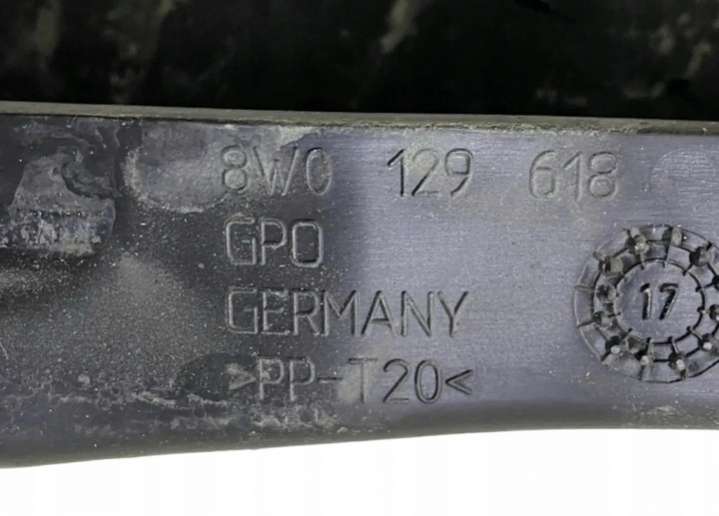 8W0 129 618
GPO
GERMANY
>PP-T20<
17